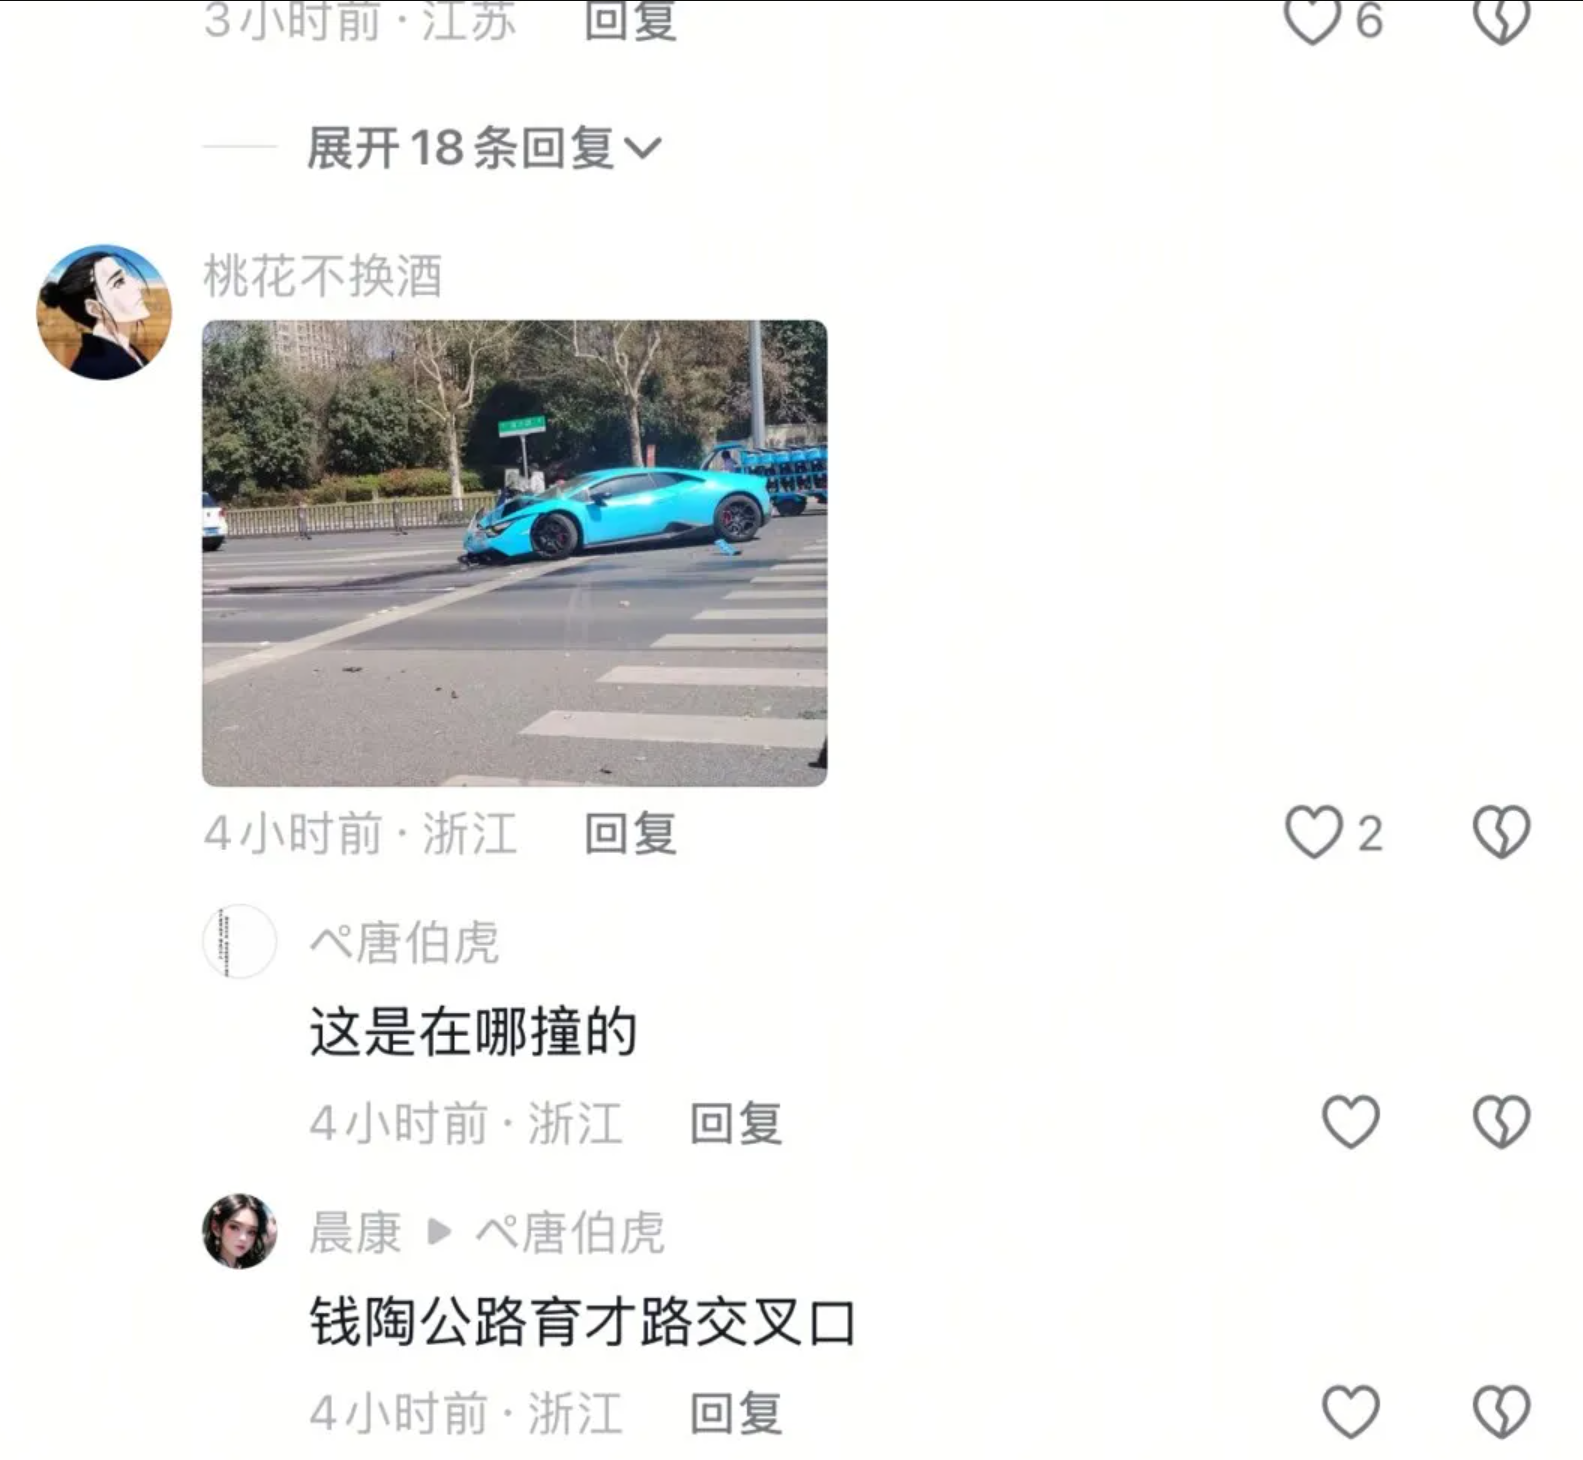 3小时前·江苏 回复 6
展开18条回复
桃花不换酒
4小时前·浙江 回复 2
ぺ唐伯虎
这是在哪撞的
4小时前·浙江 回复
晨康 ▶ ぺ唐伯虎
钱陶公路育才路交叉口
4小时前·浙江 回复